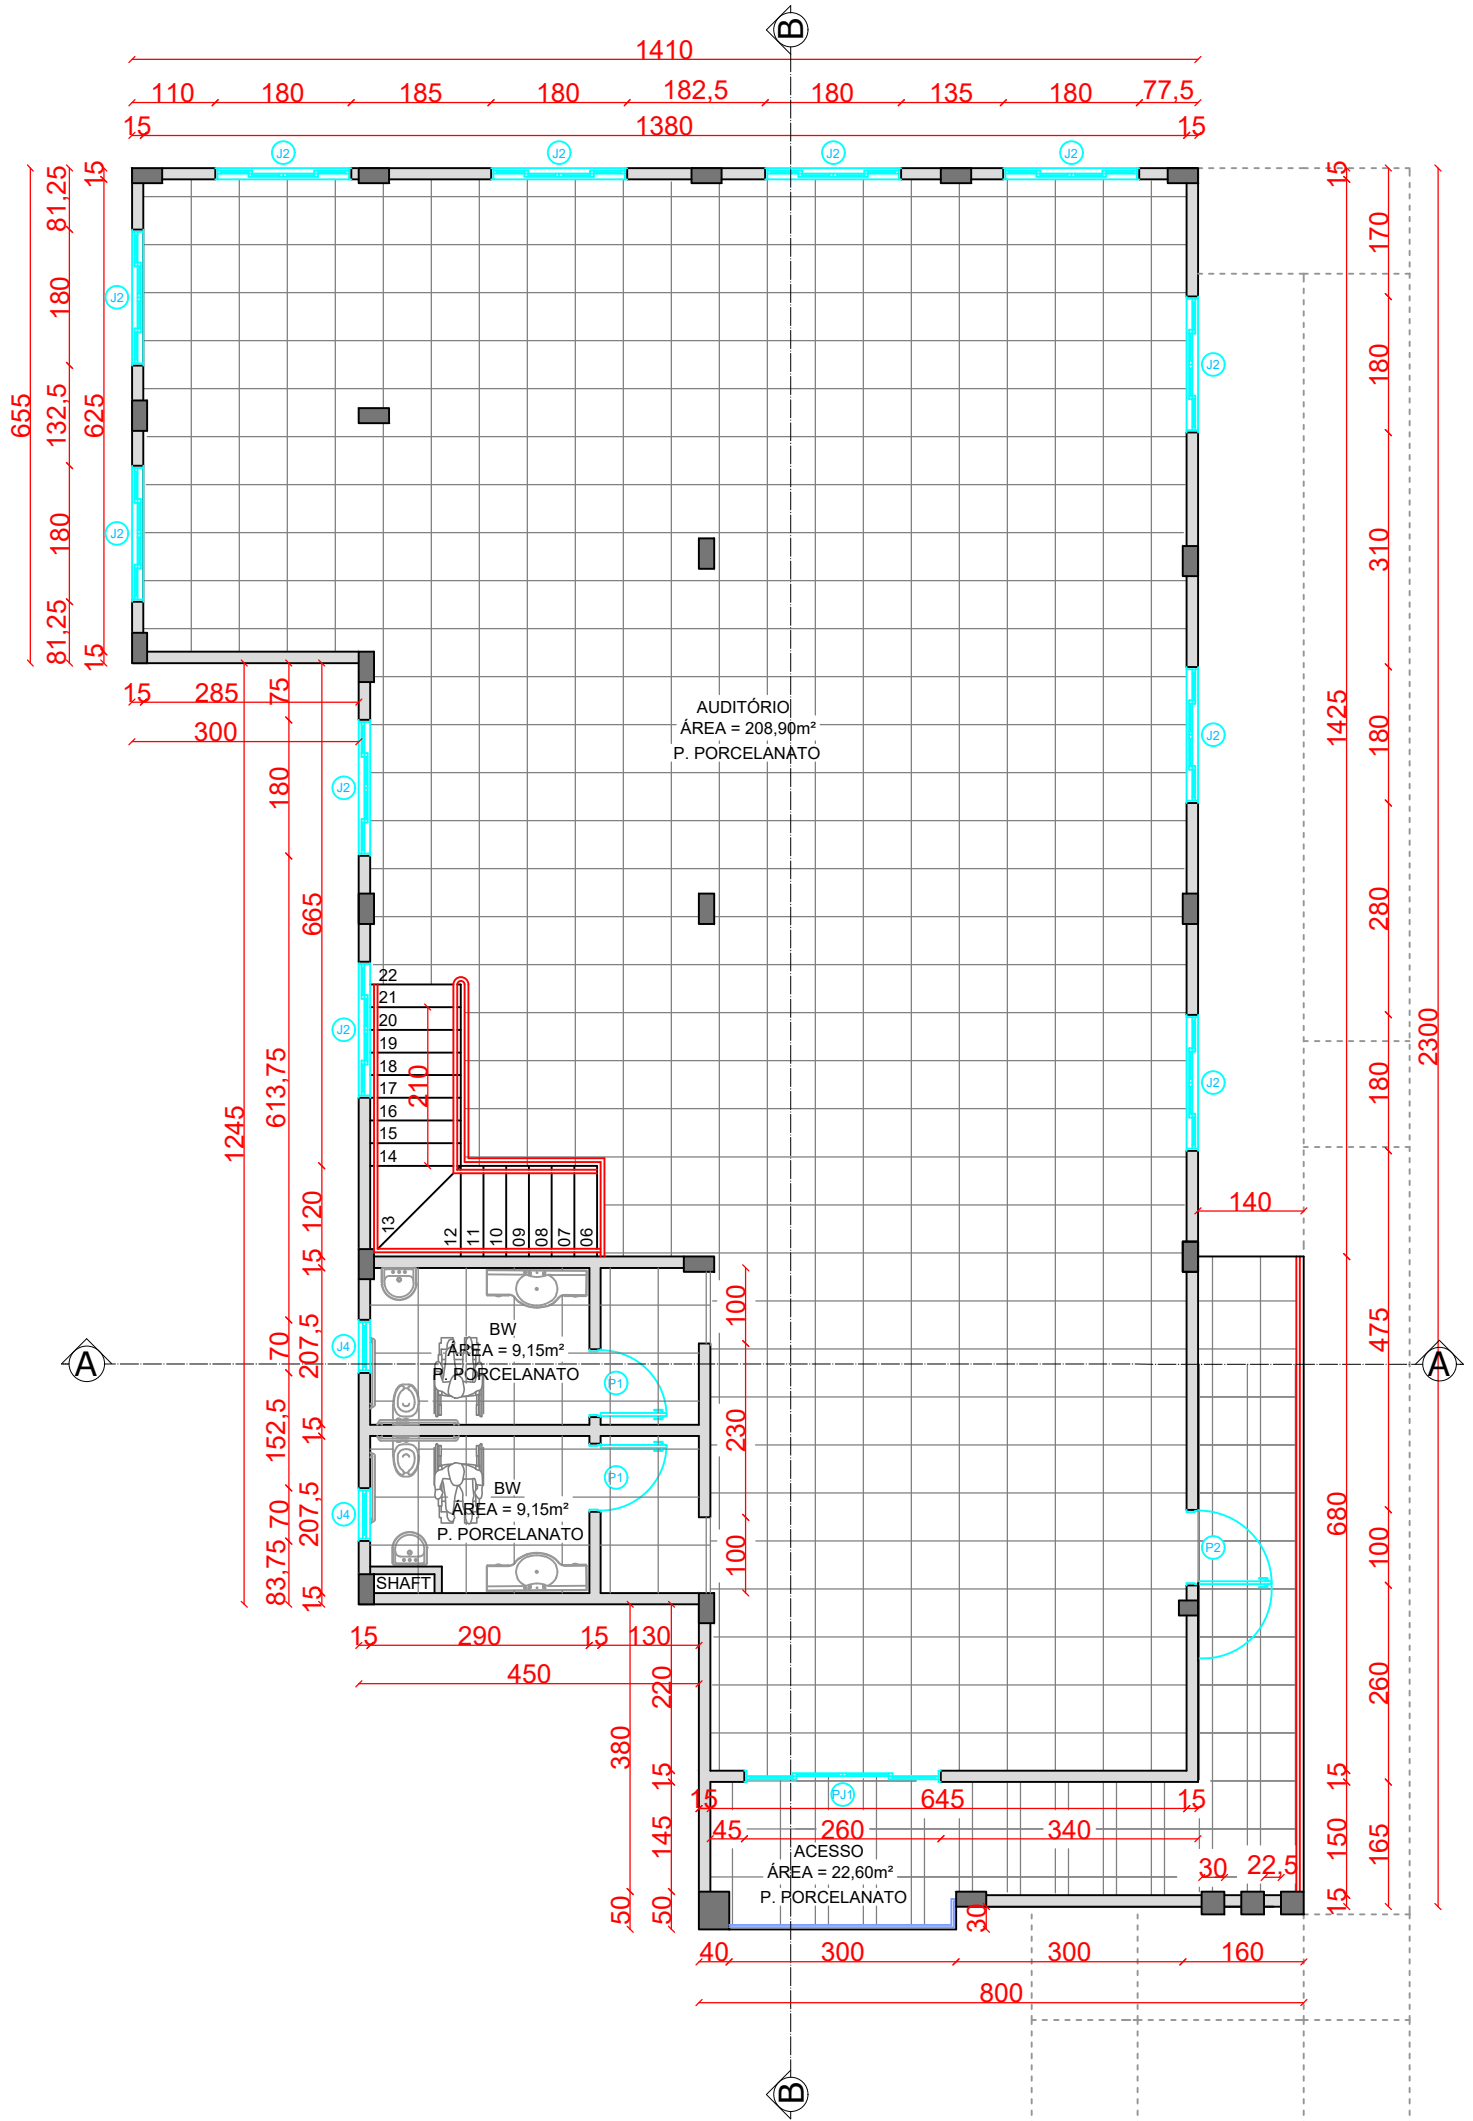 B
1410
110 180 185 180 182,5 180 135 180 77,5
15 1380 15
J2 J2 J2 J2
81,25
15
15
170
180
J2
J2
180
655
132,5
625
310
180
J2
81,25
15
15 285
75
300
AUDITÓRIO
ÁREA = 208,90m²
P. PORCELANATO
1425
180
J2
180
J2
665
280
2300
22
21
20
19
18
17
16
15
14
13
12
11
10
09
08
07
06
210
J2
613,75
1245
180
J2
120
140
15
100
475
BW
ÁREA = 9,15m²
P. PORCELANATO
J4
70
207,5
P1
A
A
152,5
15
230
BW
ÁREA = 9,15m²
P. PORCELANATO
P1
J4
70
207,5
680
100
P2
100
83,75
15
SHAFT
15 290 15 130
450
220
380
260
15
15
PJ1
15 645 15
45 260 340
145
150
165
ACESSO
ÁREA = 22,60m²
P. PORCELANATO
30 22,5
50
50
30
15
40 300 300 160
800
B